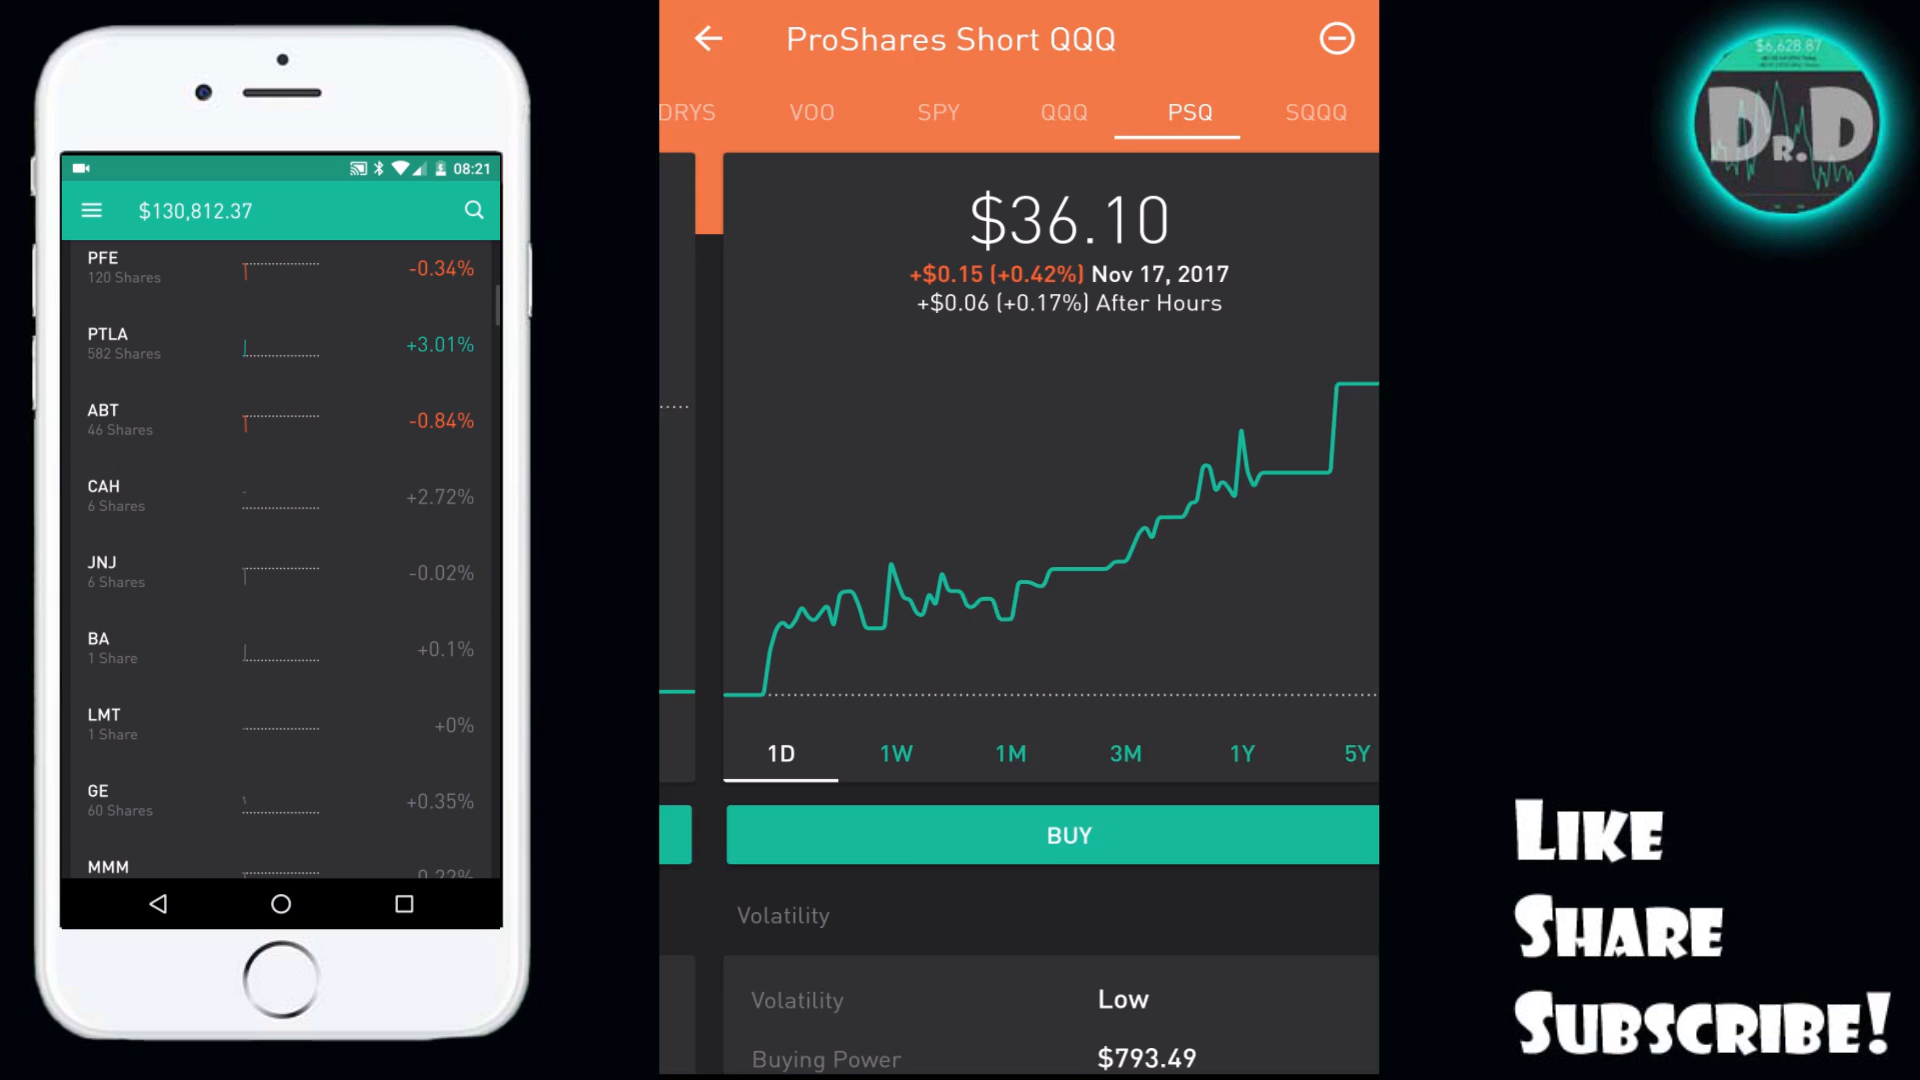 08:21
$130,812.37
PFE
120 Shares
-0.34%
PTLA
582 Shares
+3.01%
ABT
46 Shares
-0.84%
CAH
6 Shares
+2.72%
JNJ
6 Shares
-0.02%
BA
1 Share
+0.1%
LMT
1 Share
+0%
GE
60 Shares
+0.35%
MMM
ProShares Short QQQ
DRYS VOO SPY QQQ PSQ SQQQ
$36.10
+$0.15 (+0.42%) Nov 17, 2017
+$0.06 (+0.17%) After Hours
1D 1W 1M 3M 1Y 5Y
BUY
Volatility
Volatility Low
Buying Power $793.49
$6,628.87
DR.D
LIKE
SHARE
SUBSCRIBE!